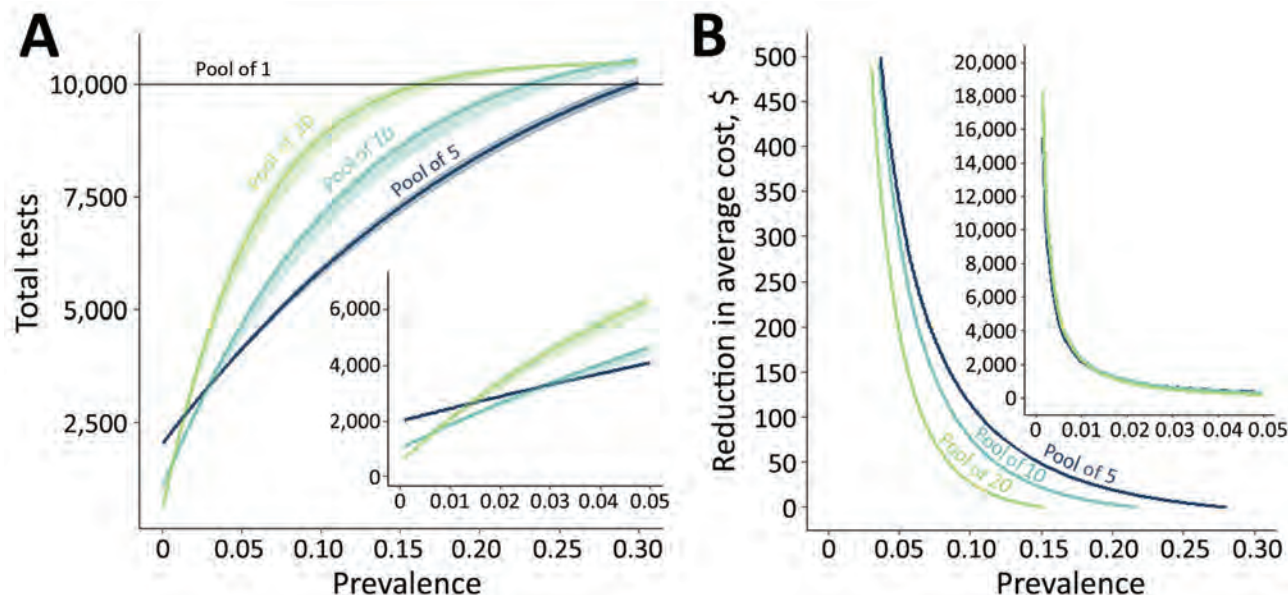 A
Total tests
10,000
7,500
5,000
2,500
Pool of 1
Pool of 20
Pool of 10
Pool of 5
6,000
4,000
2,000
0
0 0.01 0.02 0.03 0.04 0.05
0 0.05 0.10 0.15 0.20 0.25 0.30
Prevalence
B
Reduction in average cost, $
500
450
400
350
300
250
200
150
100
50
0
20,000
18,000
16,000
14,000
12,000
10,000
8,000
6,000
4,000
2,000
0
0 0.01 0.02 0.03 0.04 0.05
Pool of 20
Pool of 10
Pool of 5
0 0.05 0.10 0.15 0.20 0.25 0.30
Prevalence